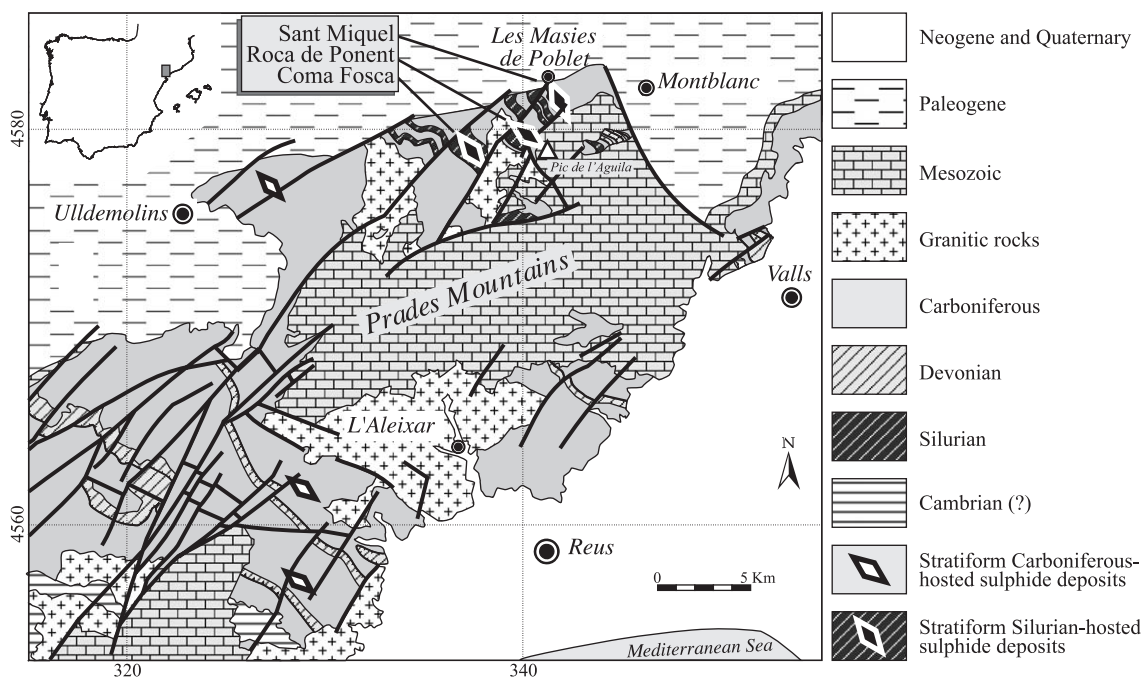 Sant Miquel
Roca de Ponent
Coma Fosca
Les Masies
de Poblet
Montblanc
4580
Pic de l'Aguila
Ulldemolins
Prades Mountains
Valls
L'Aleixar
N
4560
Reus
0 5 Km
Mediterranean Sea
320
340
Neogene and Quaternary
Paleogene
Mesozoic
Granitic rocks
Carboniferous
Devonian
Silurian
Cambrian (?)
Stratiform Carboniferous-
hosted sulphide deposits
Stratiform Silurian-hosted
sulphide deposits